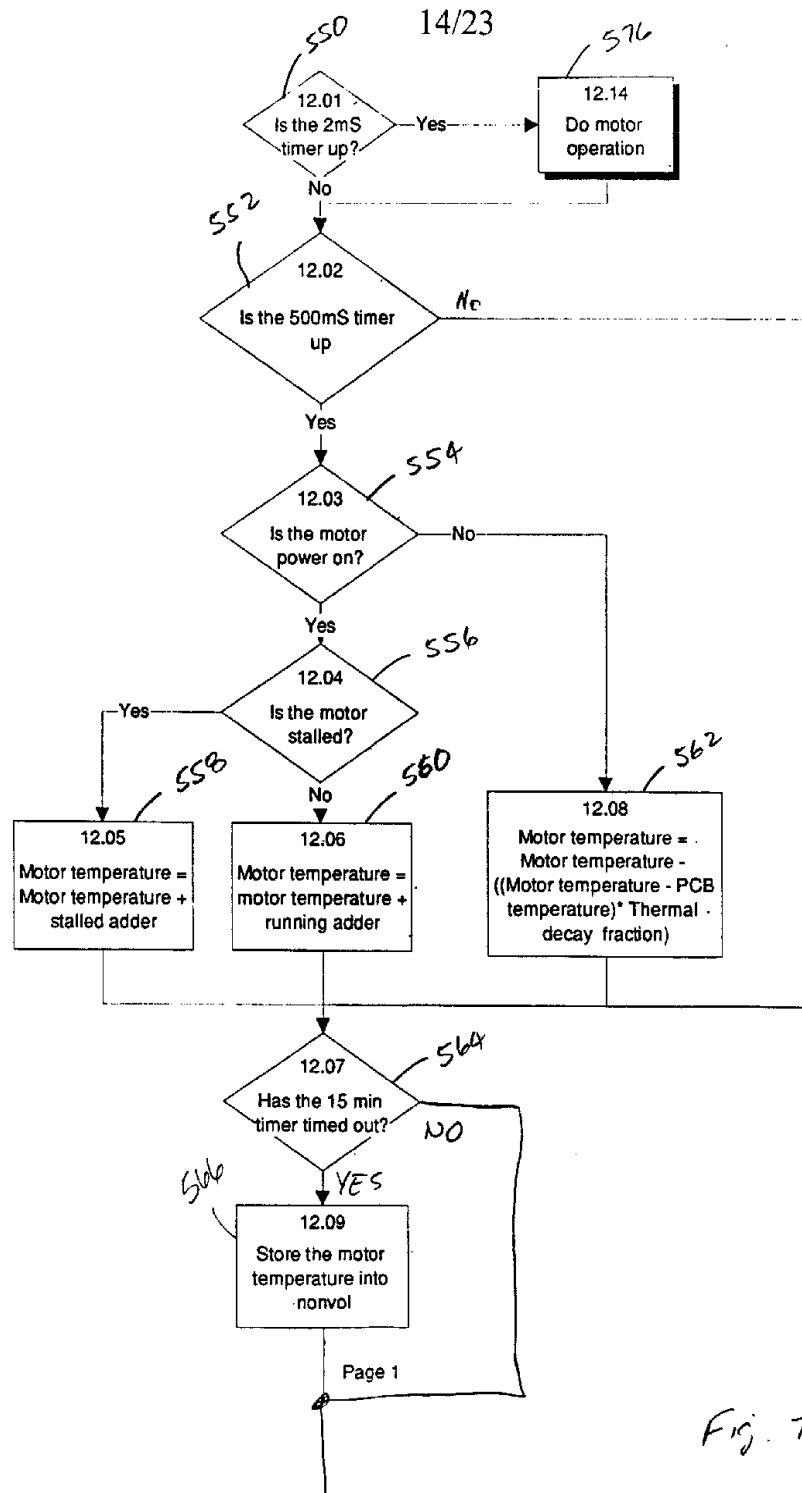 14/23
550
576
12.01
Is the 2mS
timer up?
Yes
12.14
Do motor
operation
No
552
12.02
Is the 500mS timer
up
No
Yes
554
12.03
Is the motor
power on?
No
Yes
556
12.04
Is the motor
stalled?
Yes
558
No
560
562
12.05
Motor temperature =
Motor temperature +
stalled adder
12.06
Motor temperature =
motor temperature +
running adder
12.08
Motor temperature =
Motor temperature -
((Motor temperature - PCB
temperature)* Thermal
decay fraction)
564
12.07
Has the 15 min
timer timed out?
NO
YES
566
12.09
Store the motor
temperature into
nonvol
Page 1
Fig.